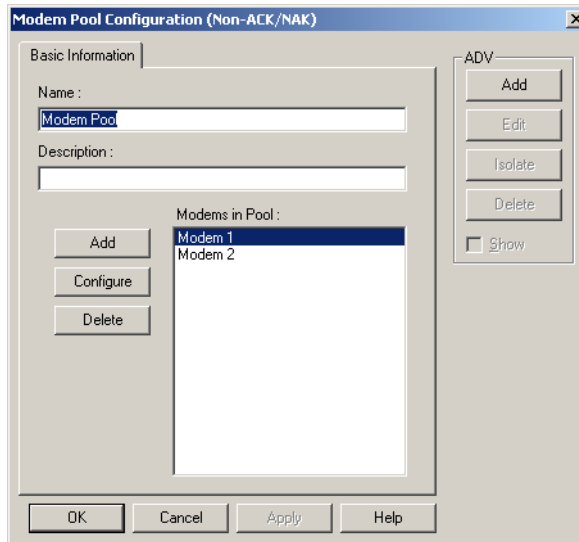 Modem Pool Configuration (Non-ACK/NAK)
Basic Information
Name :
Modem Pool
Description :
Modems in Pool :
Modem 1
Modem 2
Add
Configure
Delete
OK
Cancel
Apply
Help
ADV
Add
Edit
Isolate
Delete
Show